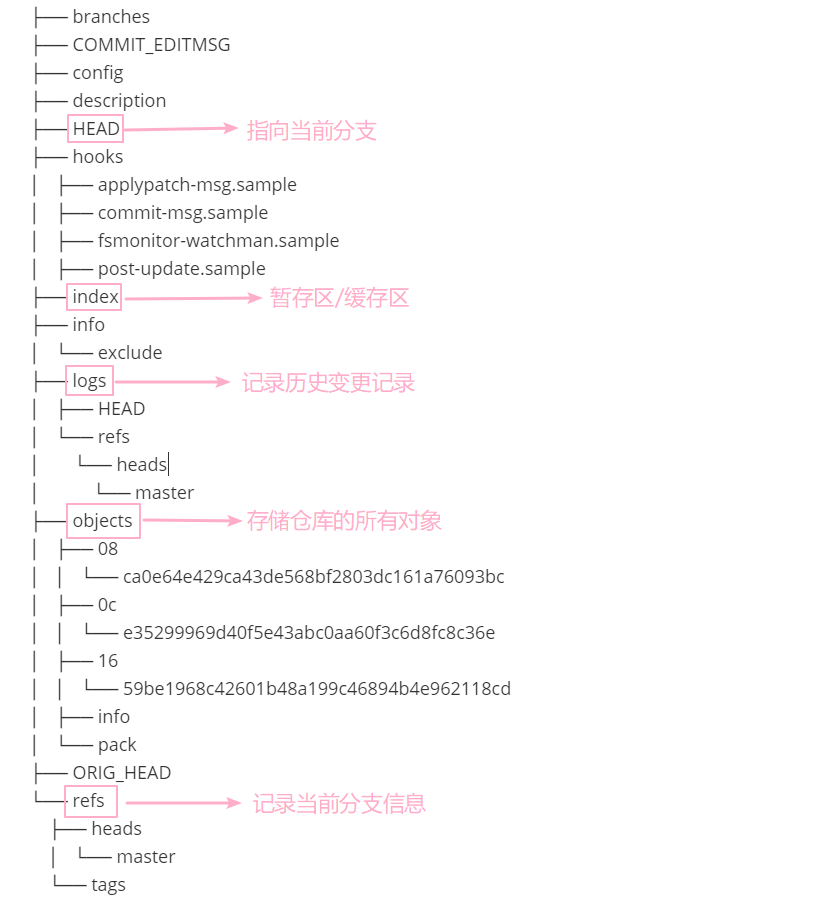 ├── branches
├── COMMIT_EDITMSG
├── config
├── description
├── HEAD 指向当前分支
├── hooks
│ ├── applypatch-msg.sample
│ ├── commit-msg.sample
│ ├── fsmonitor-watchman.sample
│ ├── post-update.sample
├── index 暂存区/缓存区
├── info
│ └── exclude
├── logs 记录历史变更记录
│ ├── HEAD
│ └── refs
│ └── heads
│ └── master
├── objects 存储仓库的所有对象
│ ├── 08
│ │ └── ca0e64e429ca43de568bf2803dc161a76093bc
│ ├── 0c
│ │ └── e35299969d40f5e43abc0aa60f3c6d8fc8c36e
│ ├── 16
│ │ └── 59be1968c42601b48a199c46894b4e962118cd
│ ├── info
│ └── pack
├── ORIG_HEAD
└── refs 记录当前分支信息
├── heads
│ └── master
└── tags